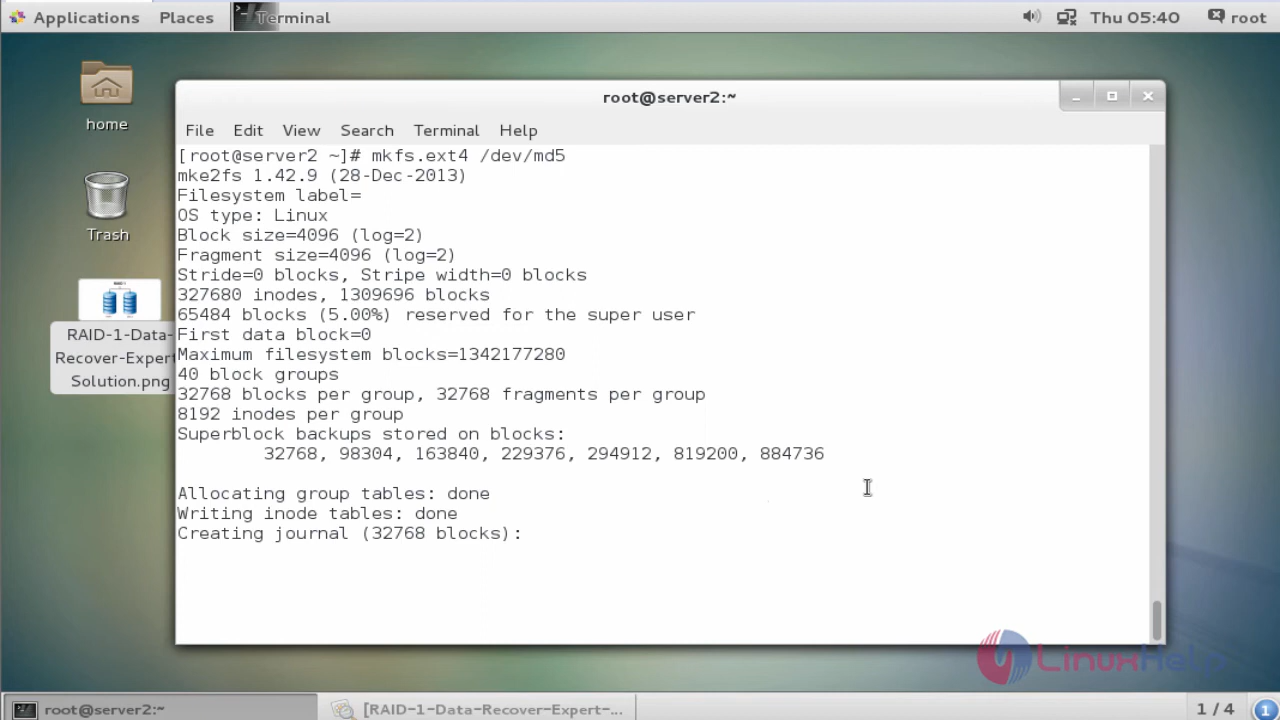 Applications Places Terminal Thu 05:40 root
home
Trash
RAID-1-Data-
Recover-Expert
Solution.png
root@server2:~
File Edit View Search Terminal Help
[root@server2 ~]# mkfs.ext4 /dev/md5
mke2fs 1.42.9 (28-Dec-2013)
Filesystem label=
OS type: Linux
Block size=4096 (log=2)
Fragment size=4096 (log=2)
Stride=0 blocks, Stripe width=0 blocks
327680 inodes, 1309696 blocks
65484 blocks (5.00%) reserved for the super user
First data block=0
Maximum filesystem blocks=1342177280
40 block groups
32768 blocks per group, 32768 fragments per group
8192 inodes per group
Superblock backups stored on blocks:
32768, 98304, 163840, 229376, 294912, 819200, 884736
Allocating group tables: done
Writing inode tables: done
Creating journal (32768 blocks):
LinuxHelp
root@server2:~ [RAID-1-Data-Recover-Expert-... 1 / 4 1